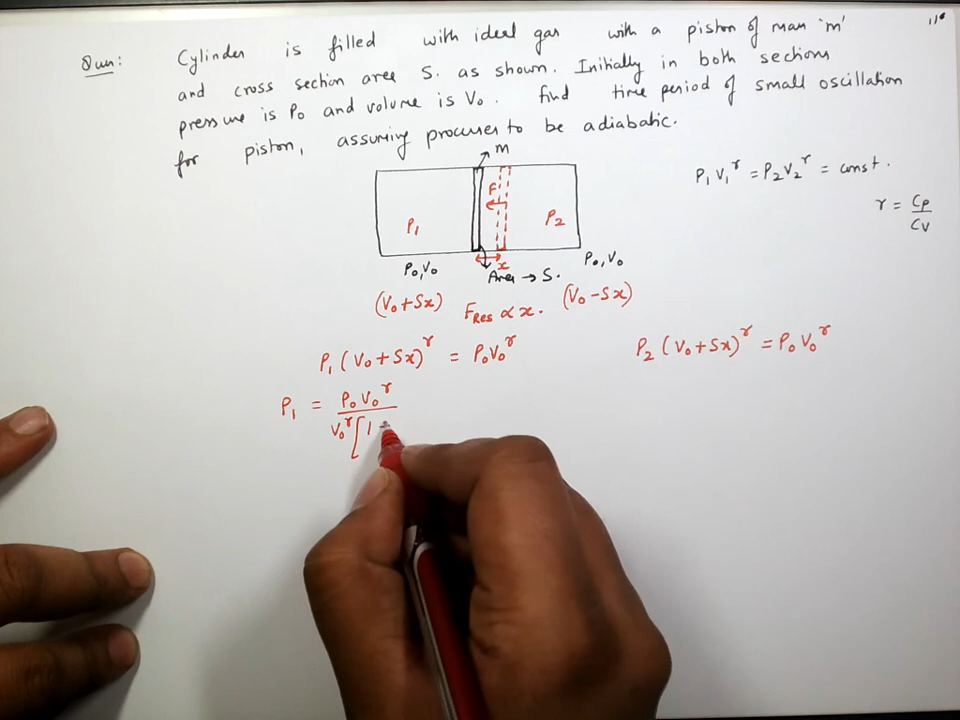 Qun: Cylinder is filled with ideal gas with a piston of mass 'm'
and cross section area S. as shown. Initially in both sections
pressure is P₀ and volume is V₀. find time period of small oscillation
for piston, assuming processes to be adiabatic.
P₁V₁^γ = P₂V₂^γ = const.
γ = Cp/Cv
m
F
P₁
P₂
x
P₀,V₀
Area → S.
P₀,V₀
(V₀+Sx)
F_Res ∝ x.
(V₀-Sx)
P₁(V₀+Sx)^γ = P₀V₀^γ
P₂(V₀+Sx)^γ = P₀V₀^γ
P₁ = P₀V₀^γ
V₀^γ[1